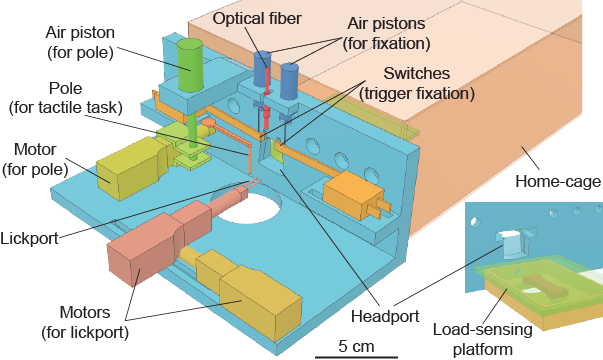 Optical fiber
Air piston
(for pole)
Air pistons
(for fixation)
Switches
(trigger fixation)
Pole
(for tactile task)
Motor
(for pole)
Home-cage
Lickport
Motors
(for lickport)
Headport
Load-sensing
platform
5 cm